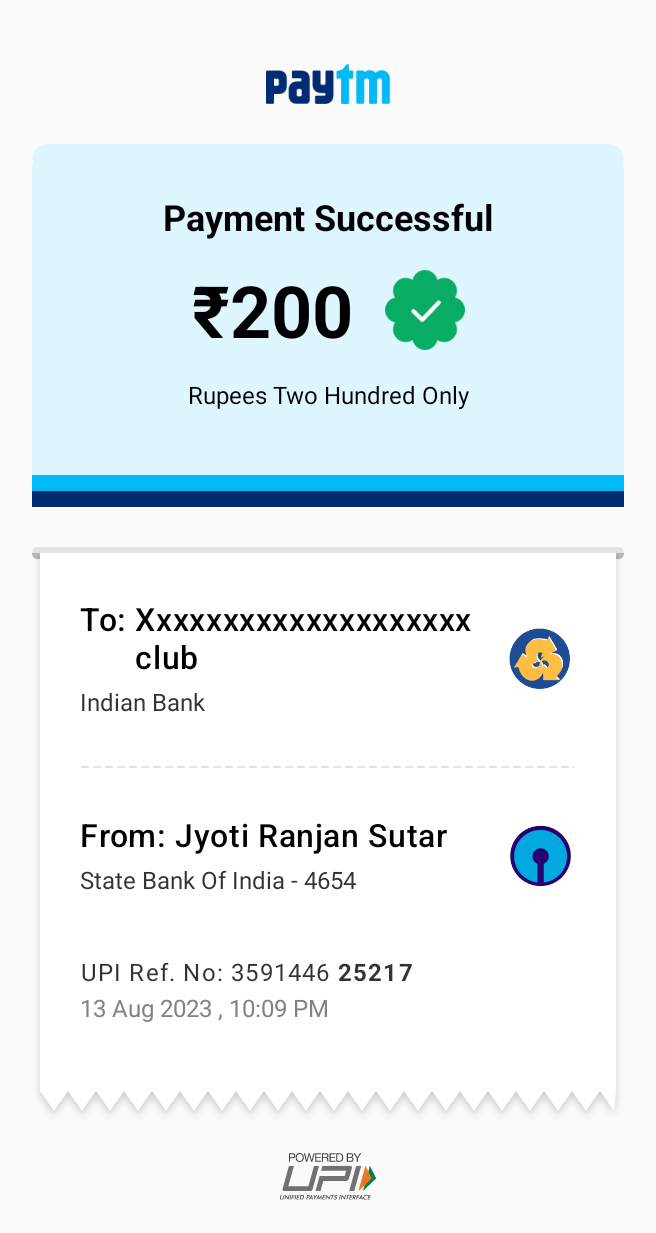 paytm
Payment Successful
₹200
Rupees Two Hundred Only
To: Xxxxxxxxxxxxxxxxxxxxx
club
Indian Bank
From: Jyoti Ranjan Sutar
State Bank Of India - 4654
UPI Ref. No: 3591446 25217
13 Aug 2023 , 10:09 PM
POWERED BY
UPI
UNIFIED PAYMENTS INTERFACE